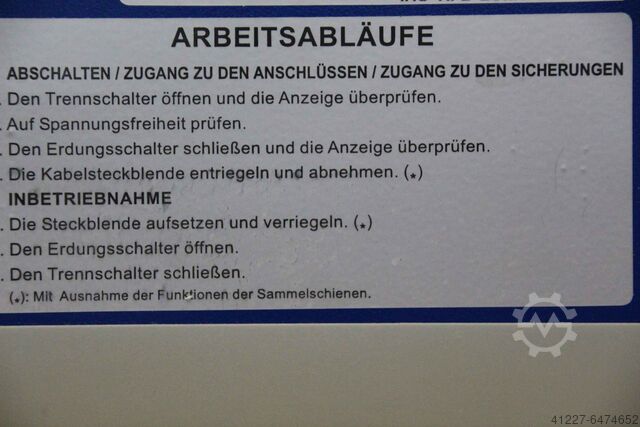 ARBEITSABLÄUFE
ABSCHALTEN / ZUGANG ZU DEN ANSCHLÜSSEN / ZUGANG ZU DEN SICHERUNGEN
. Den Trennschalter öffnen und die Anzeige überprüfen.
. Auf Spannungsfreiheit prüfen.
. Den Erdungsschalter schließen und die Anzeige überprüfen.
. Die Kabelsteckblende entriegeln und abnehmen. (*)
INBETRIEBNAHME
. Die Steckblende aufsetzen und verriegeln. (*)
. Den Erdungsschalter öffnen.
. Den Trennschalter schließen.
(*): Mit Ausnahme der Funktionen der Sammelschienen.
41227-6474652